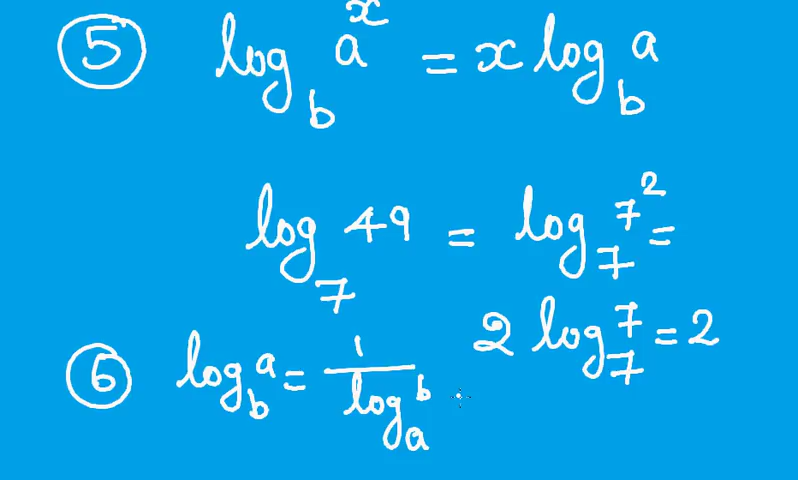 5 log_b a^x = x log_b a
log_7 49 = log_7 7^2 =
2 log_7 7 = 2
6 log_b a = 1/log_a b